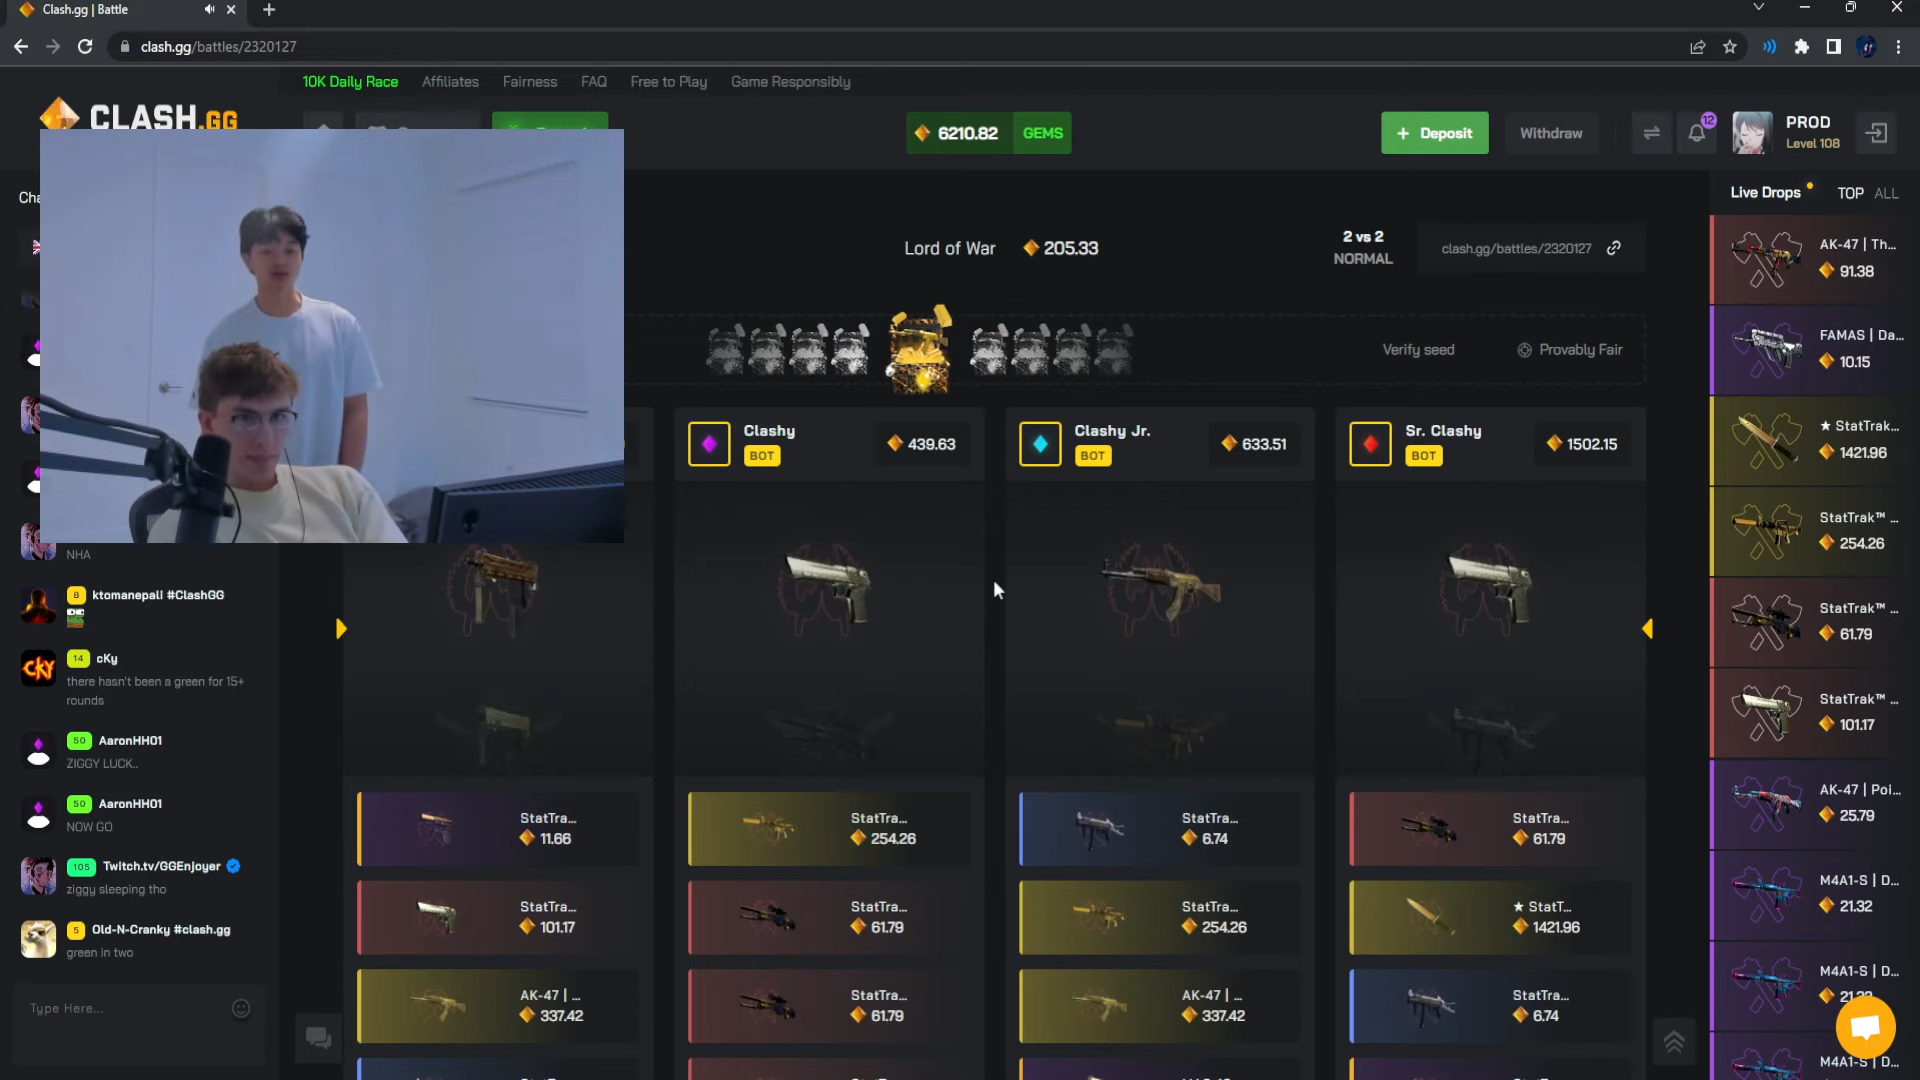 Clash.gg | Battle
clash.gg/battles/2320127
10K Daily Race
Affiliates
Fairness
FAQ
Free to Play
Game Responsibly
CLASH.GG
6210.82
GEMS
+ Deposit
Withdraw
12
PROD
Level 108
Lord of War
205.33
2 vs 2
NORMAL
clash.gg/battles/2320127
Verify seed
Provably Fair
Clashy
BOT
439.63
Clashy Jr.
BOT
633.51
Sr. Clashy
BOT
1502.15
StatTra...
11.66
StatTra...
254.26
StatTra...
6.74
StatTra...
61.79
StatTra...
101.17
StatTra...
61.79
StatTra...
254.26
★ StatT...
1421.96
AK-47 | ...
337.42
StatTra...
61.79
AK-47 | ...
337.42
StatTra...
6.74
NHA
8 ktomanepali #ClashGG
14 cKy
there hasn't been a green for 15+
rounds
50 AaronHH01
ZIGGY LUCK..
50 AaronHH01
NOW GO
105 Twitch.tv/GGEnjoyer
ziggy sleeping tho
5 Old-N-Cranky #clash.gg
green in two
Type Here...
Live Drops
TOP
ALL
AK-47 | Th...
91.38
FAMAS | Da...
10.15
★ StatTrak...
1421.96
StatTrak™ ...
254.26
StatTrak™ ...
61.79
StatTrak™ ...
101.17
AK-47 | Poi...
25.79
M4A1-S | D...
21.32
M4A1-S | D...
M4A1-S | D...